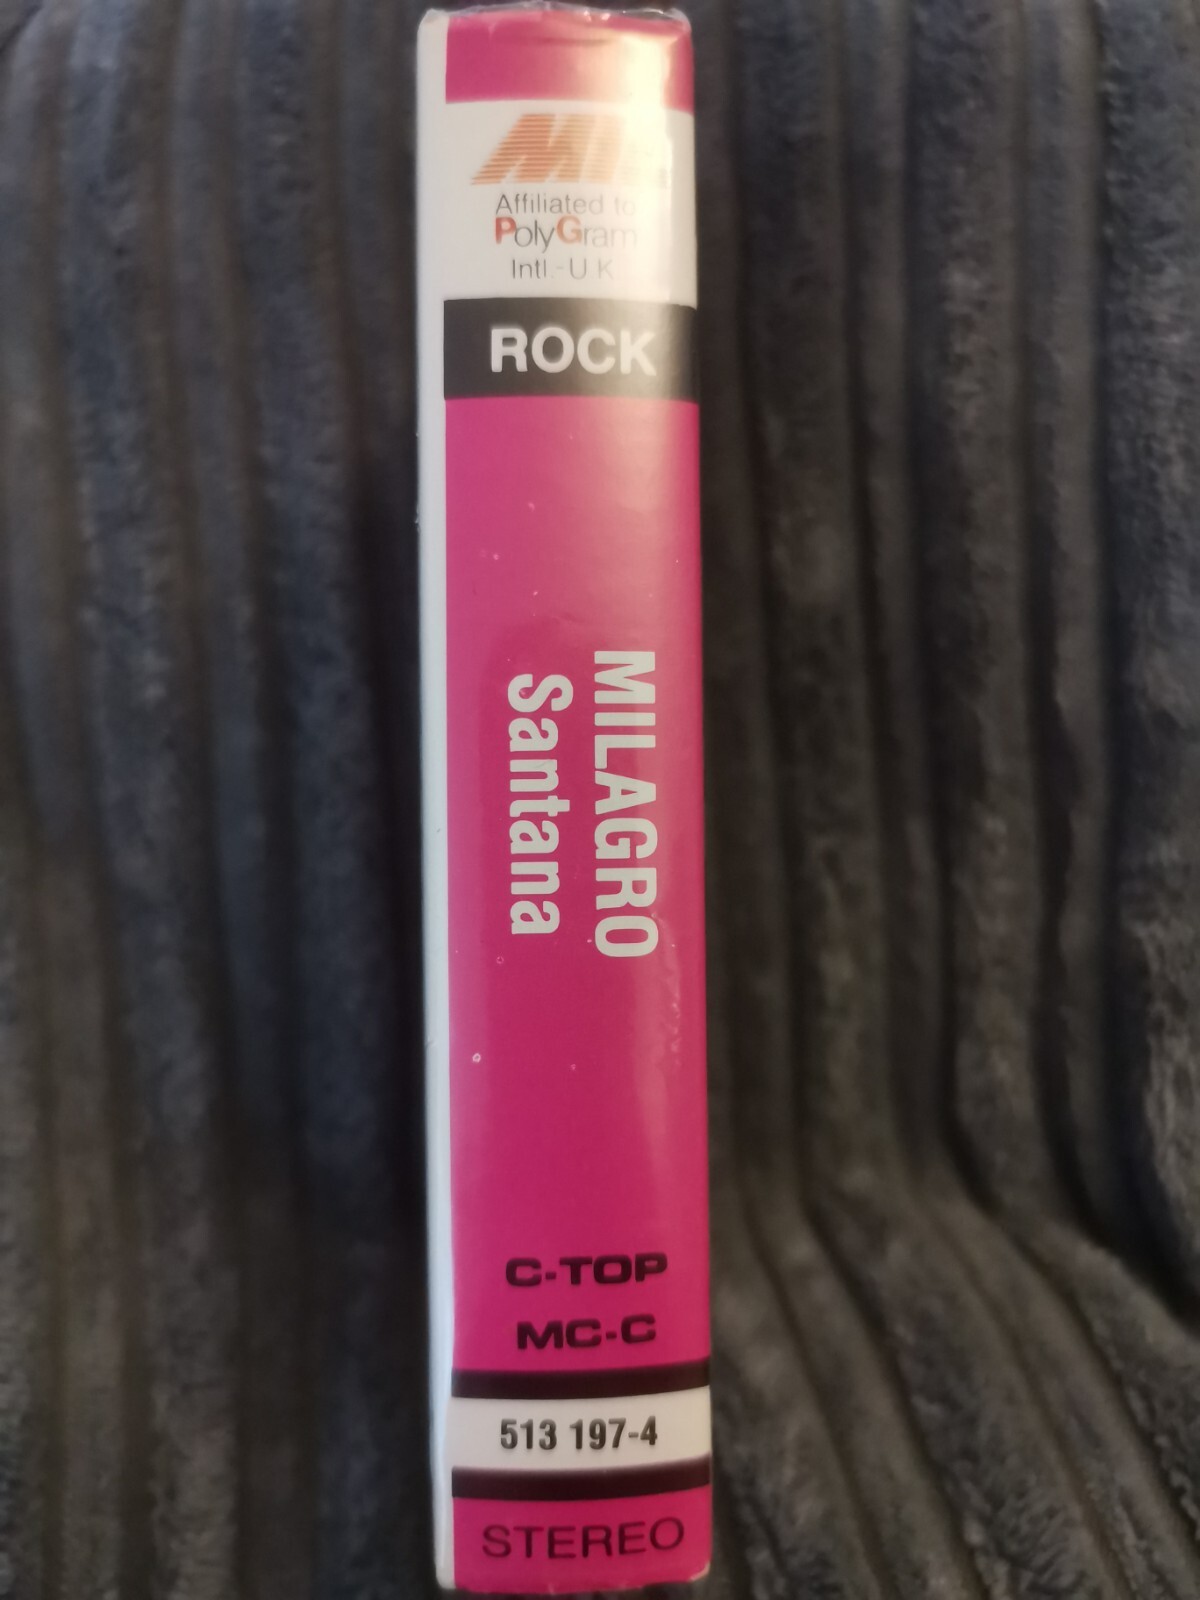 Affiliated to
PolyGram
Intl.-U K
ROCK
MILAGRO
Santana
C-TOP
MC-C
513 197-4
STEREO